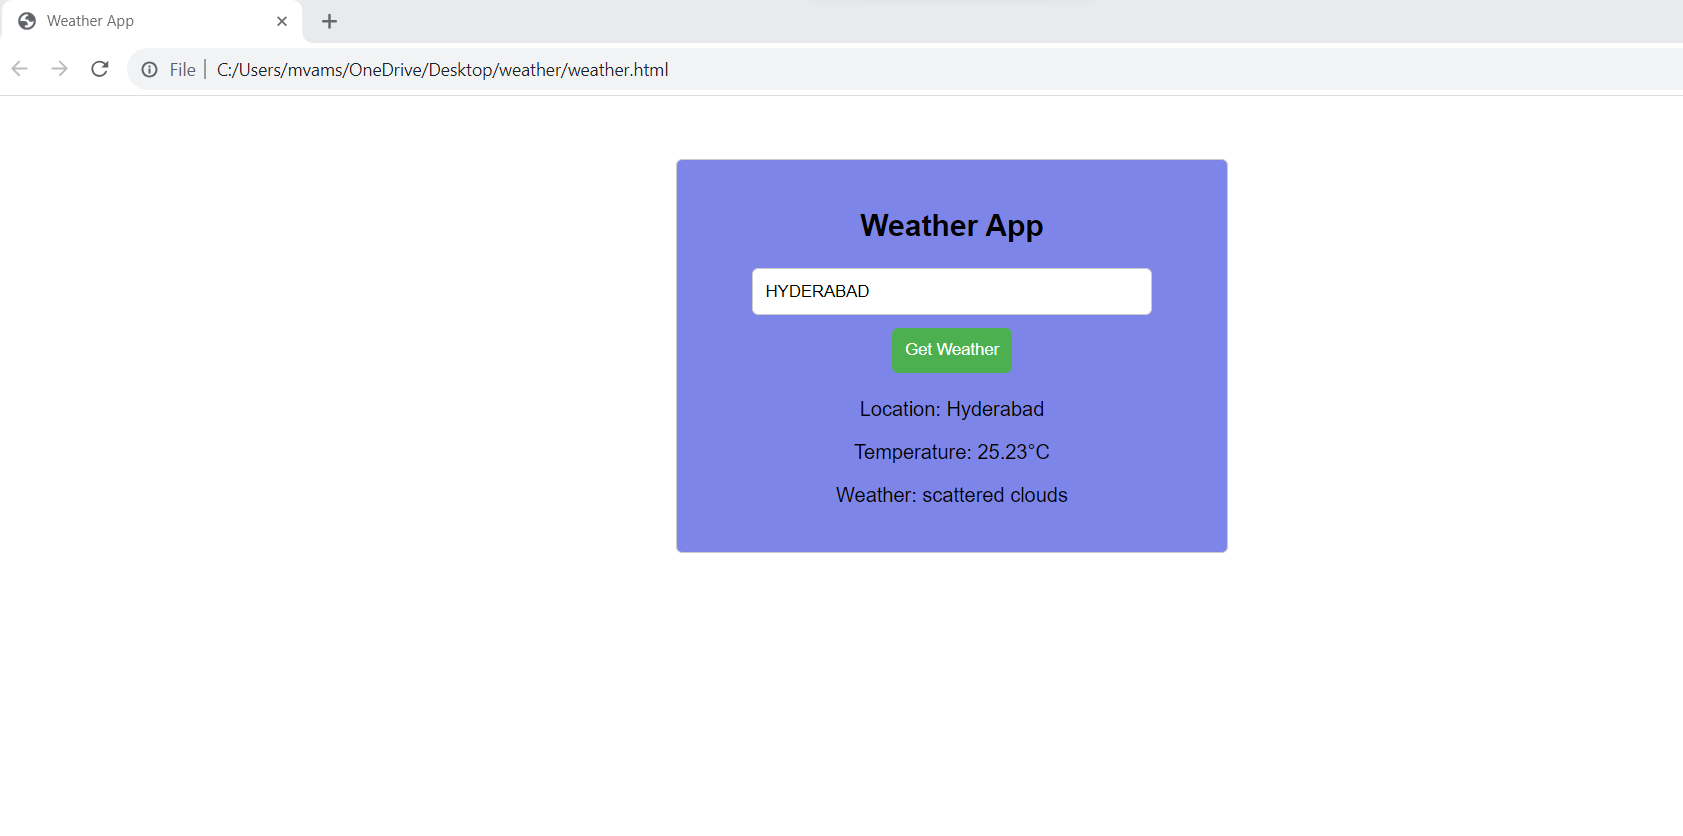 Weather App
File C:/Users/mvams/OneDrive/Desktop/weather/weather.html
Weather App
HYDERABAD
Get Weather
Location: Hyderabad
Temperature: 25.23°C
Weather: scattered clouds